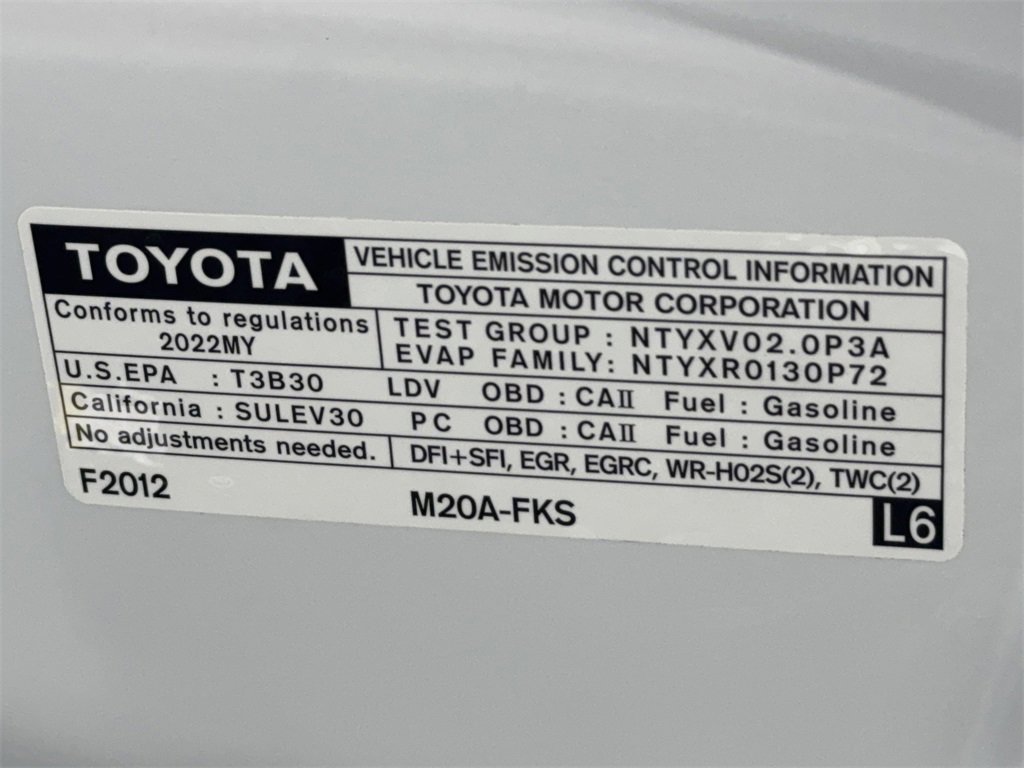 TOYOTA
VEHICLE EMISSION CONTROL INFORMATION
TOYOTA MOTOR CORPORATION
Conforms to regulations
2022MY
TEST GROUP : NTYXV02.0P3A
EVAP FAMILY: NTYXR0130P72
U.S.EPA : T3B30 LDV OBD : CAII Fuel : Gasoline
California : SULEV30 PC OBD : CAII Fuel : Gasoline
No adjustments needed. DFI+SFI, EGR, EGRC, WR-HO2S(2), TWC(2)
F2012 M20A-FKS L6